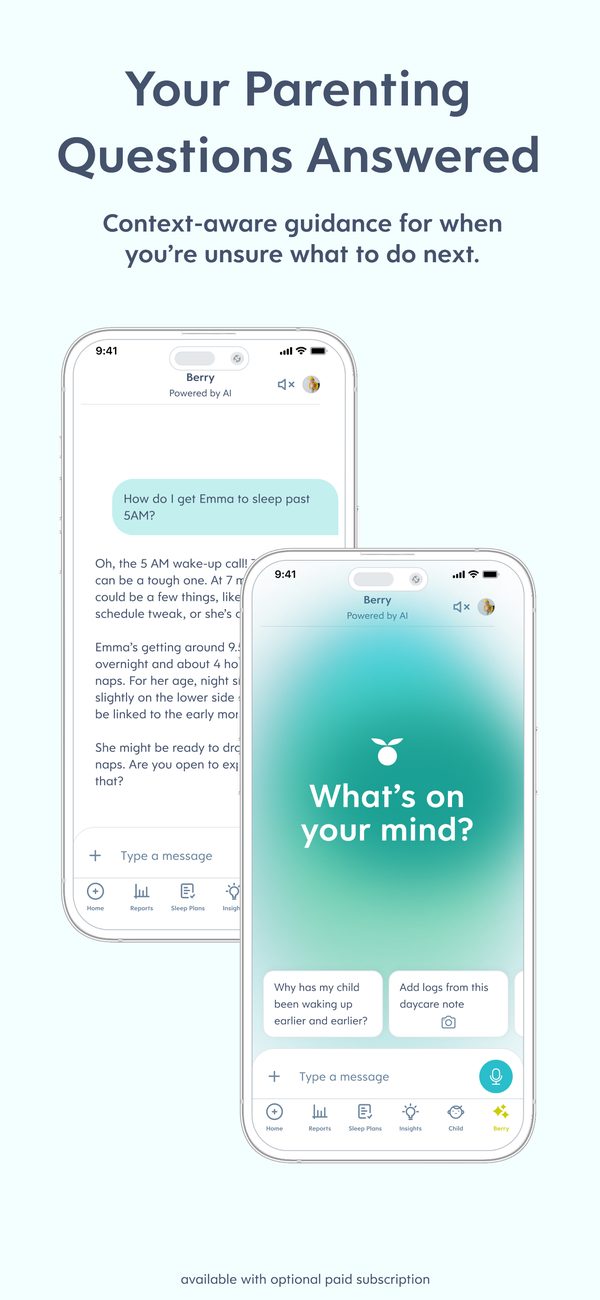 Your Parenting
Questions Answered
Context-aware guidance for when
you're unsure what to do next.
9:41
Berry
Powered by AI
How do I get Emma to sleep past
5AM?
Oh, the 5 AM wake-up call!
can be a tough one. At 7
could be a few things, like
schedule tweak, or she's
Emma's getting around 9.5
overnight and about 4
naps. For her age, night
slightly on the lower side
be linked to the early
She might be ready to
naps. Are you open to
that?
Type a message
Home
Reports
Sleep Plans
9:41
Berry
Powered by AI
What's on
your mind?
Why has my child
been waking up
earlier and earlier?
Add logs from this
daycare note
Type a message
Home
Reports
Sleep Plans
Insights
Child
Berry
available with optional paid subscription